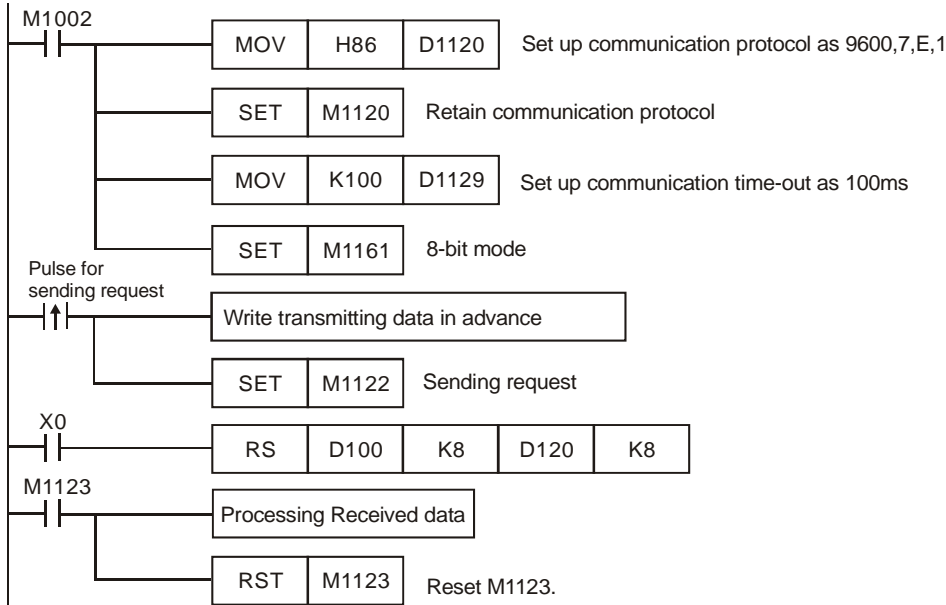 M1002
MOV H86 D1120 Set up communication protocol as 9600,7,E,1
SET M1120 Retain communication protocol
MOV K100 D1129 Set up communication time-out as 100ms
SET M1161 8-bit mode
Pulse for
sending request
Write transmitting data in advance
SET M1122 Sending request
X0
RS D100 K8 D120 K8
M1123
Processing Received data
RST M1123 Reset M1123.